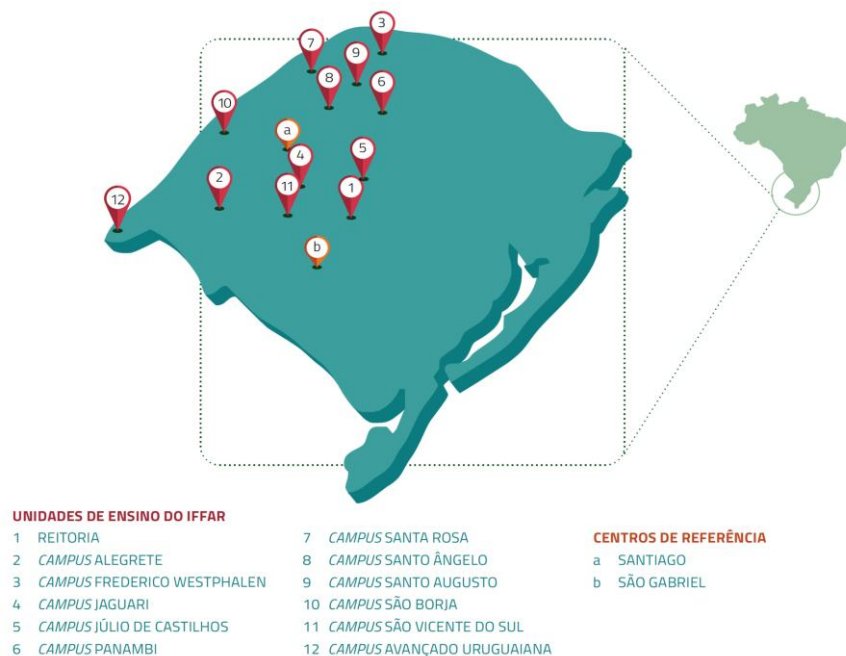 3
7
9
8
6
10
a
4
5
2
11
1
12
b
UNIDADES DE ENSINO DO IFFAR
1 REITORIA
2 CAMPUS ALEGRETE
3 CAMPUS FREDERICO WESTPHALEN
4 CAMPUS JAGUARI
5 CAMPUS JÚLIO DE CASTILHOS
6 CAMPUS PANAMBI
7 CAMPUS SANTA ROSA
8 CAMPUS SANTO ÂNGELO
9 CAMPUS SANTO AUGUSTO
10 CAMPUS SÃO BORJA
11 CAMPUS SÃO VICENTE DO SUL
12 CAMPUS AVANÇADO URUGUAIANA
CENTROS DE REFERÊNCIA
a SANTIAGO
b SÃO GABRIEL